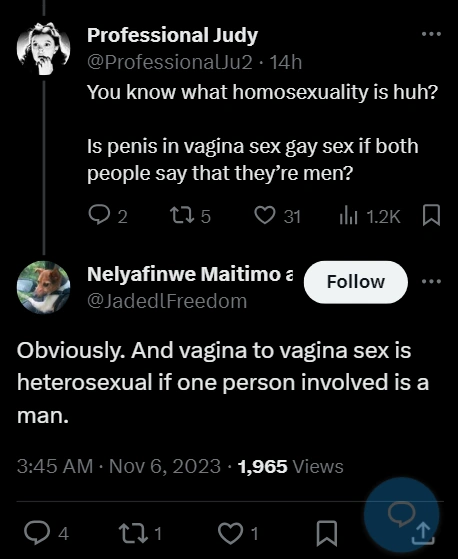 Professional Judy
@ProfessionalJu2 · 14h
You know what homosexuality is huh?
Is penis in vagina sex gay sex if both
people say that they’re men?
2 5 31 1.2K
Nelyafinwe Maitimo a
Follow
@JadedlFreedom
Obviously. And vagina to vagina sex is
heterosexual if one person involved is a
man.
3:45 AM · Nov 6, 2023 · 1,965 Views
4 1 1